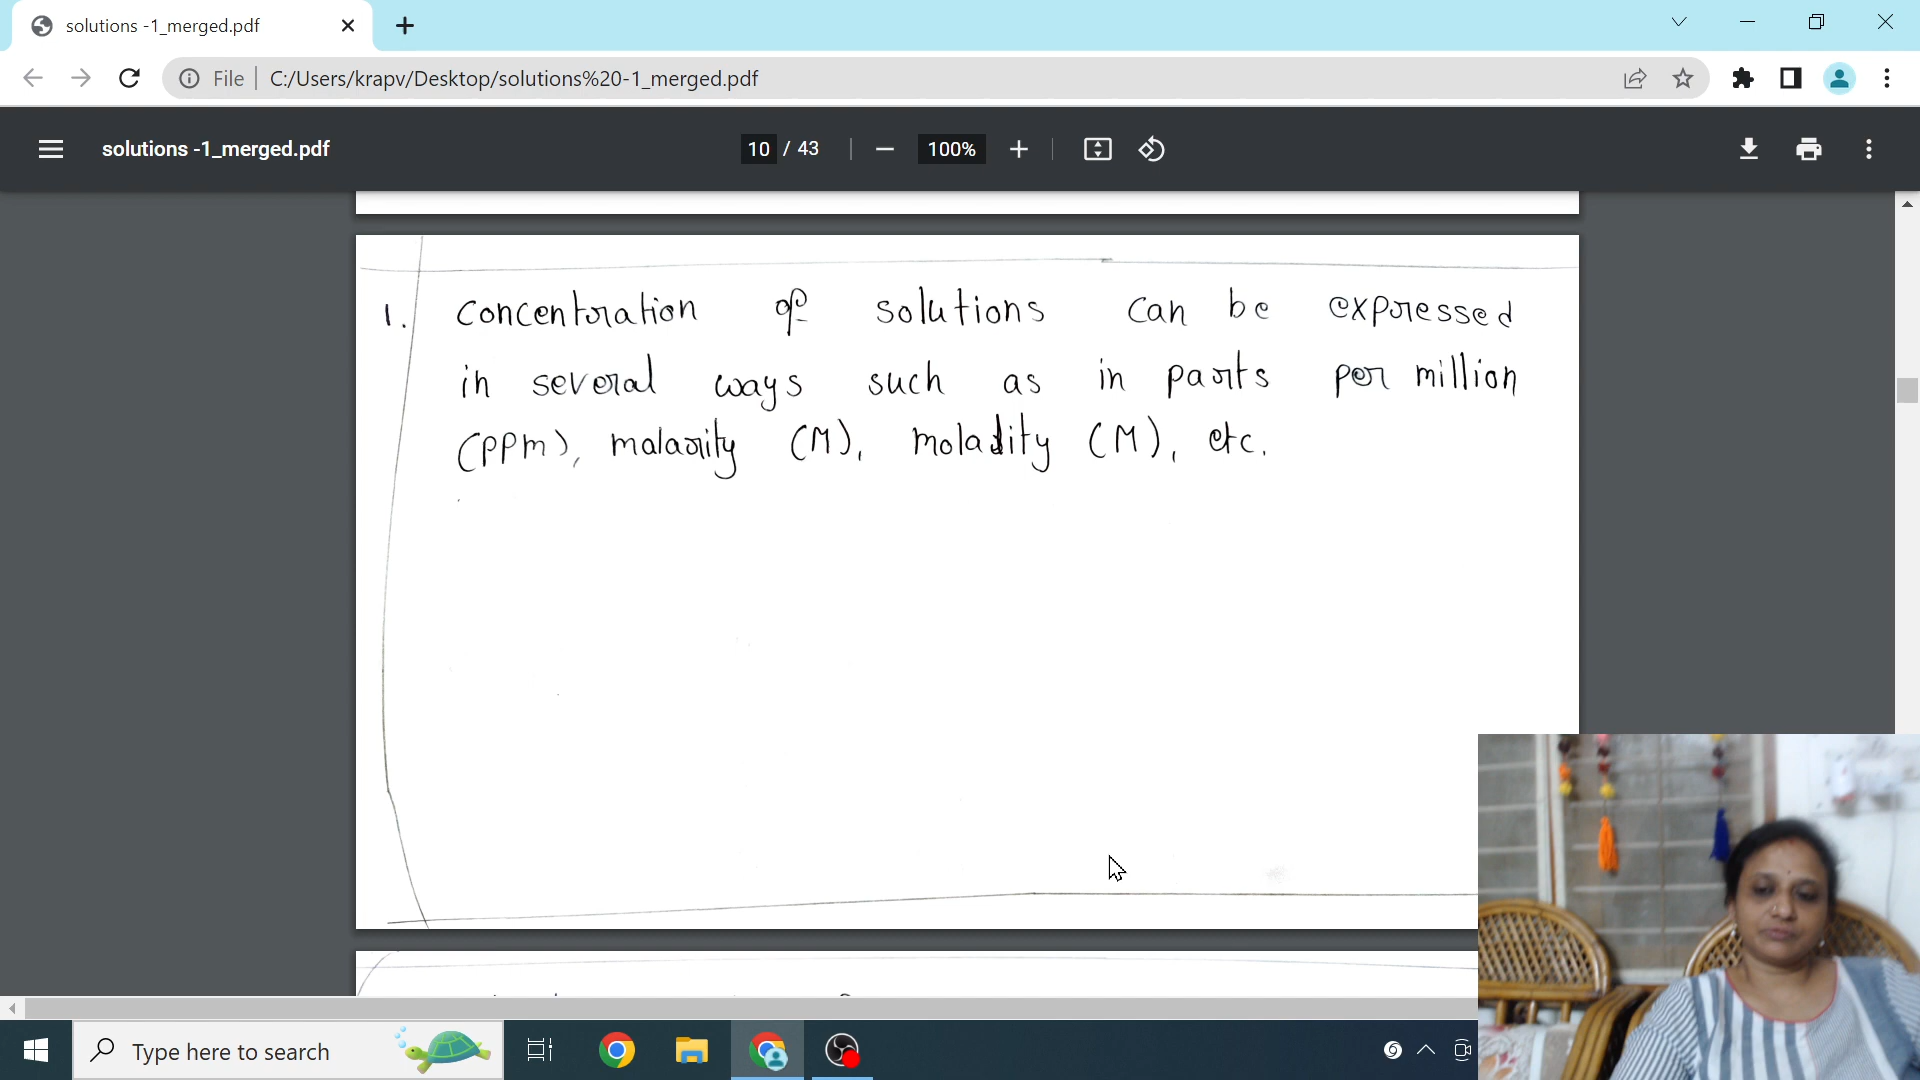 solutions -1_merged.pdf
File
C:/Users/krapv/Desktop/solutions%20-1_merged.pdf
solutions -1_merged.pdf
10 / 43
100%
1. concentration of solutions can be expressed
in several ways such as in parts per million
(PPm), malarity (M), moladity (M), etc.
Type here to search